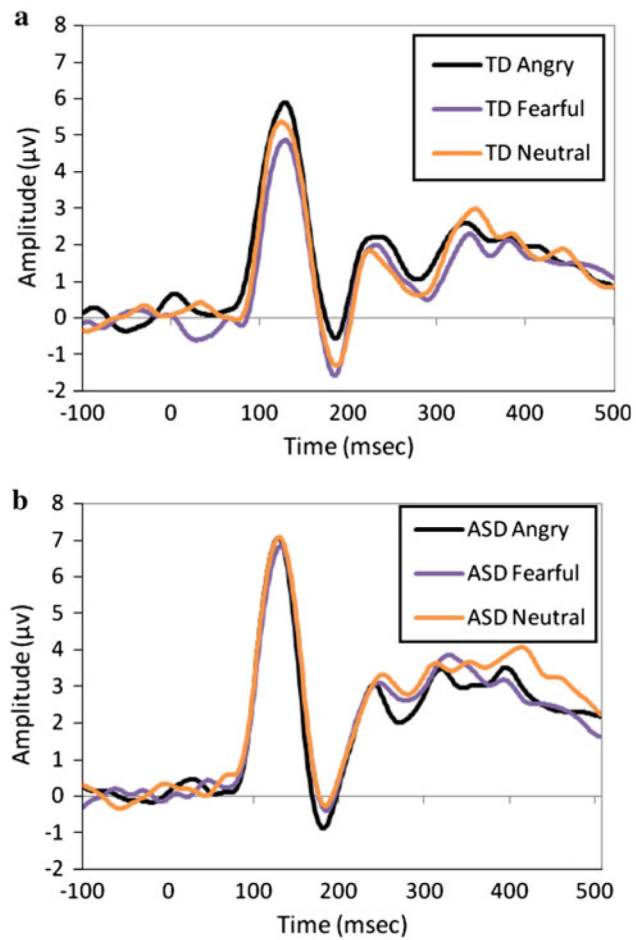 a
8
7
6
5
4
3
2
1
0
-1
-2
Amplitude (μv)
TD Angry
TD Fearful
TD Neutral
-100 0 100 200 300 400 500
Time (msec)
b
8
7
6
5
4
3
2
1
0
-1
-2
Amplitude (μv)
ASD Angry
ASD Fearful
ASD Neutral
-100 0 100 200 300 400 500
Time (msec)